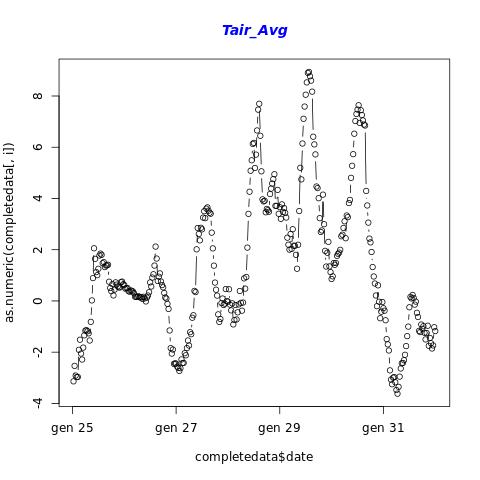 Tair_Avg
as.numeric(completedata[, i])
8
6
4
2
0
-2
-4
gen 25
gen 27
gen 29
gen 31
completedata$date